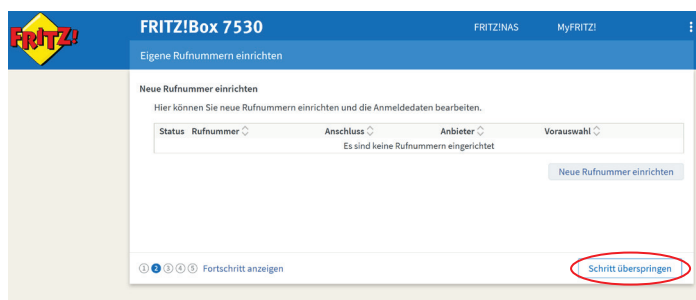 FRITZ!
FRITZ!Box 7530 FRITZ!NAS MyFRITZ!
Eigene Rufnummern einrichten
Neue Rufnummer einrichten
Hier können Sie neue Rufnummern einrichten und die Anmeldedaten bearbeiten.
Status Rufnummer Anschluss Anbieter Vorauswahl
Es sind keine Rufnummern eingerichtet
Neue Rufnummer einrichten
1 2 3 4 5 Fortschritt anzeigen Schritt überspringen